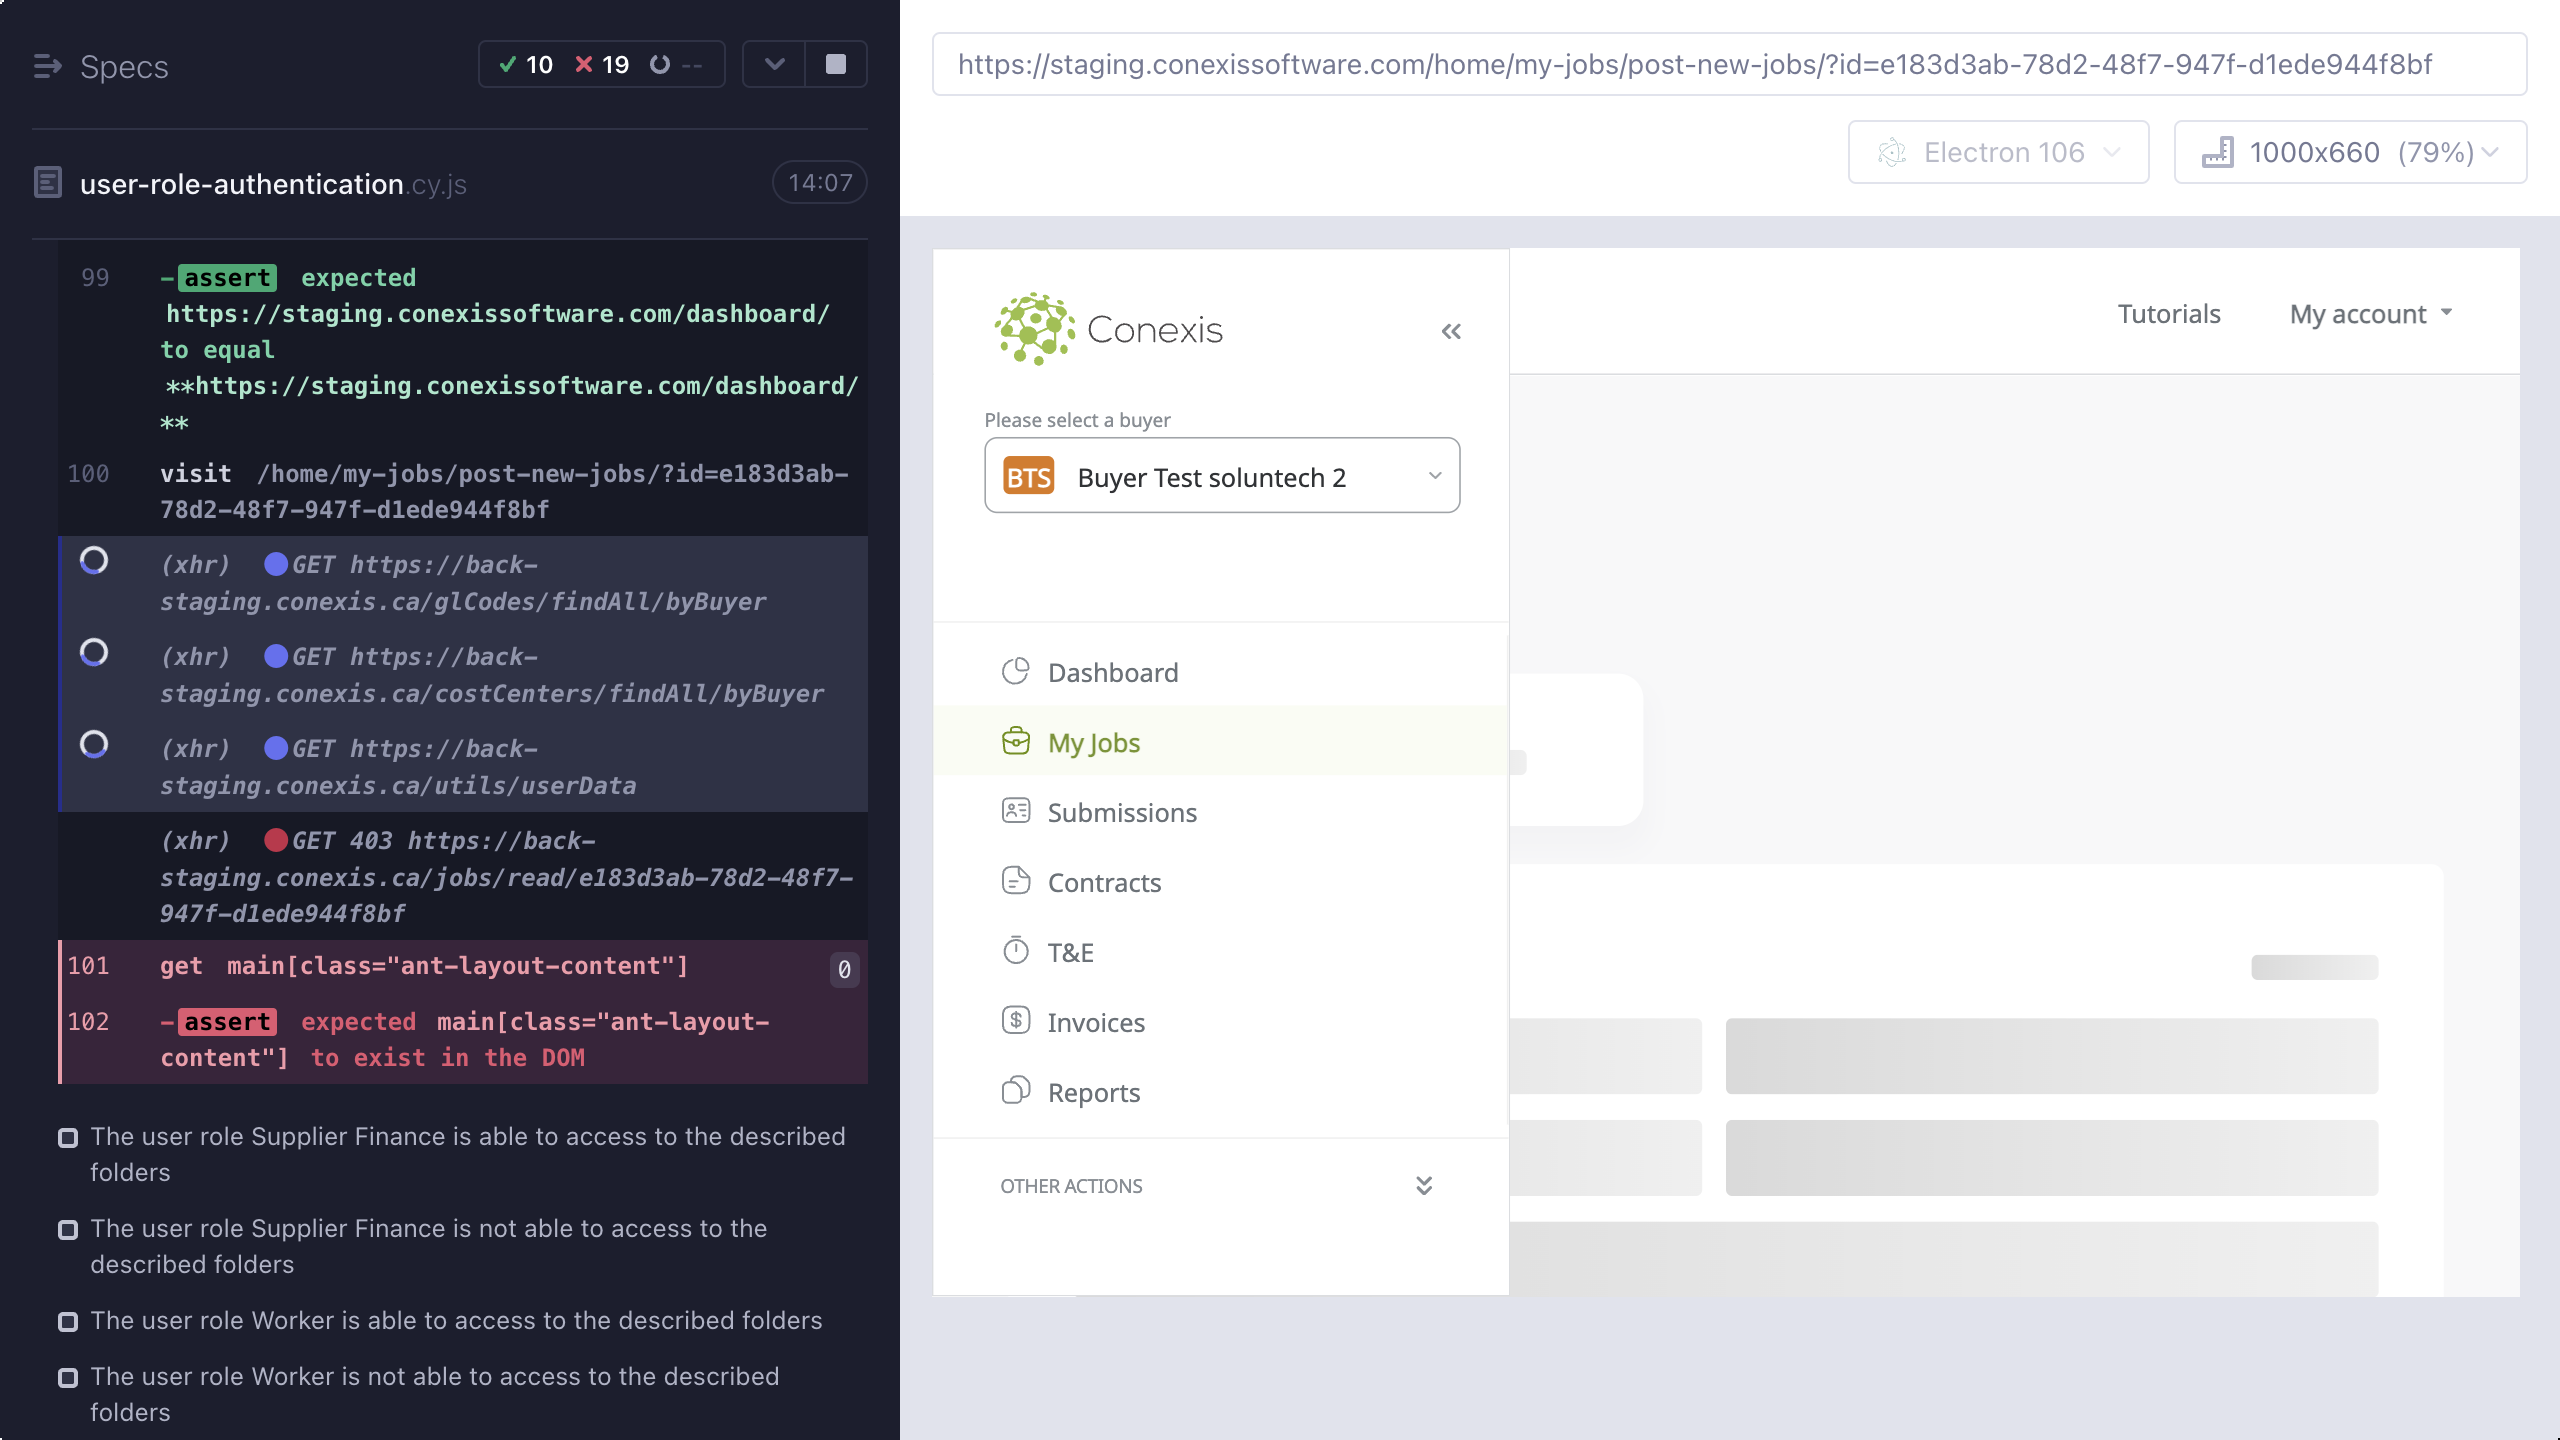 Specs
10 19 --
user-role-authentication.cy.js
14:07
99 -assert expected
https://staging.conexissoftware.com/dashboard/
to equal
**https://staging.conexissoftware.com/dashboard/
**
100 visit /home/my-jobs/post-new-jobs/?id=e183d3ab-
78d2-48f7-947f-d1ede944f8bf
(xhr) GET https://back-
staging.conexis.ca/glCodes/findAll/byBuyer
(xhr) GET https://back-
staging.conexis.ca/costCenters/findAll/byBuyer
(xhr) GET https://back-
staging.conexis.ca/utils/userData
(xhr) GET 403 https://back-
staging.conexis.ca/jobs/read/e183d3ab-78d2-48f7-
947f-d1ede944f8bf
101 get main[class="ant-layout-content"] 0
102 -assert expected main[class="ant-layout-
content"] to exist in the DOM
The user role Supplier Finance is able to access to the described
folders
The user role Supplier Finance is not able to access to the
described folders
The user role Worker is able to access to the described folders
The user role Worker is not able to access to the described
folders
https://staging.conexissoftware.com/home/my-jobs/post-new-jobs/?id=e183d3ab-78d2-48f7-947f-d1ede944f8bf
Electron 106
1000x660 (79%)
Conexis
Tutorials
My account
Please select a buyer
BTS Buyer Test soluntech 2
Dashboard
My Jobs
Submissions
Contracts
T&E
Invoices
Reports
OTHER ACTIONS